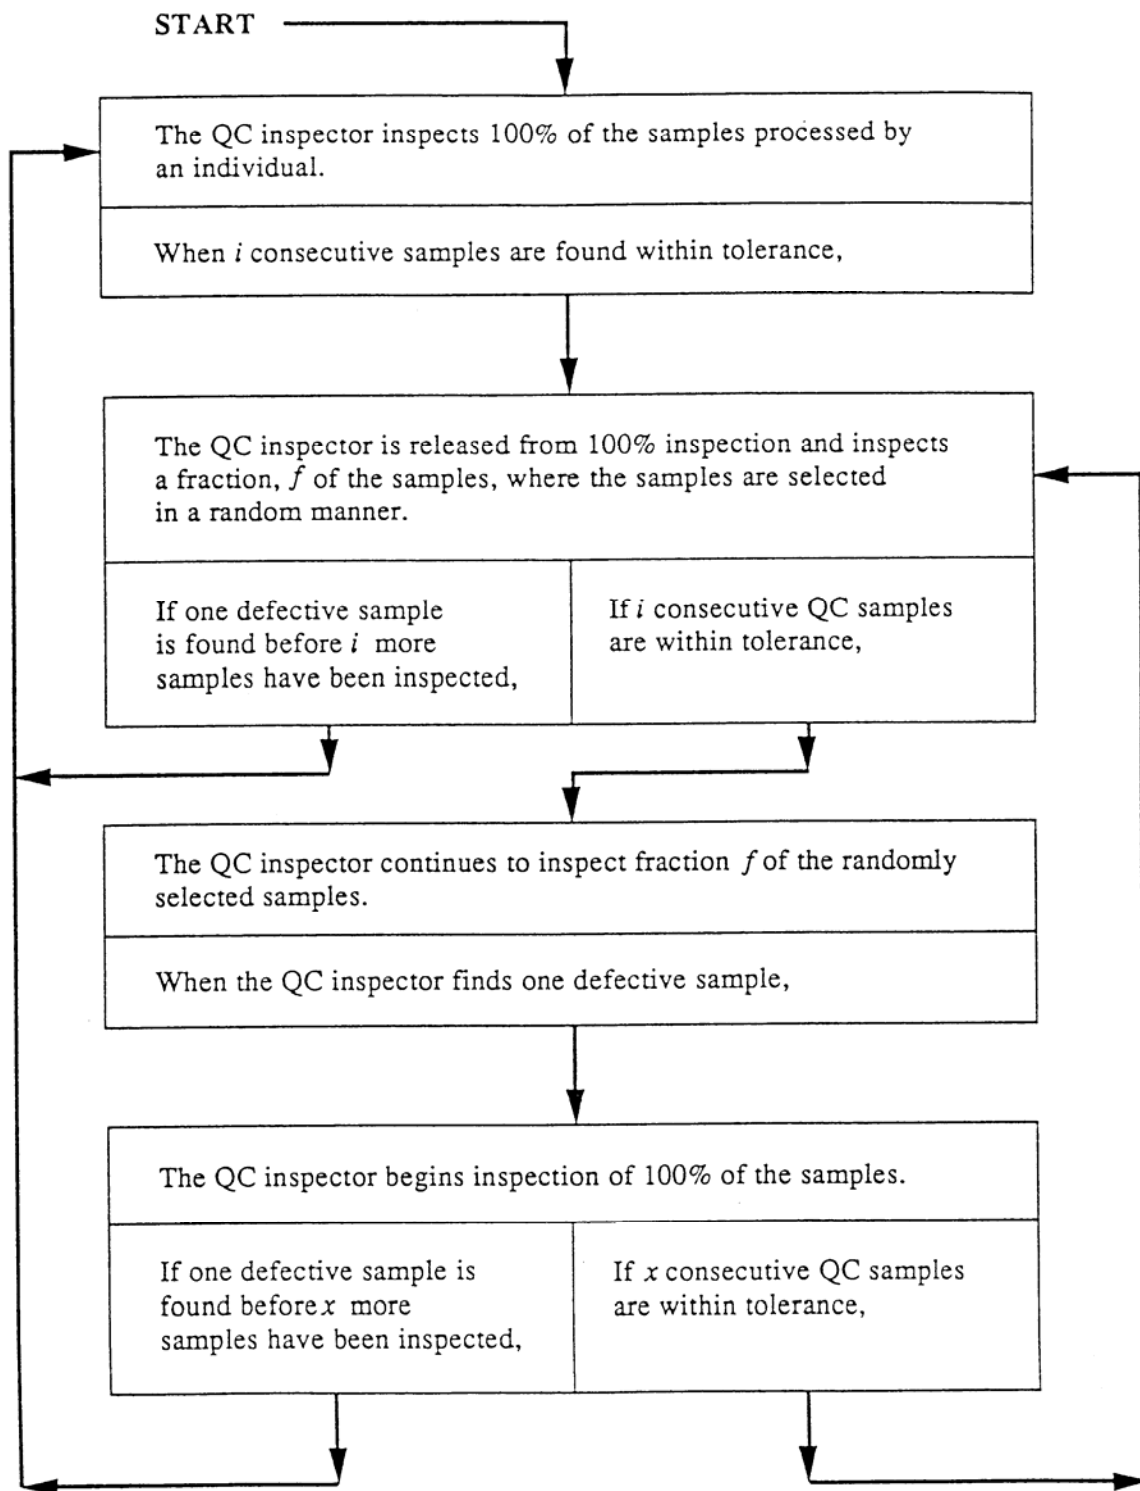 START
The QC inspector inspects 100% of the samples processed by
an individual.
When i consecutive samples are found within tolerance,
The QC inspector is released from 100% inspection and inspects
a fraction, f of the samples, where the samples are selected
in a random manner.
If one defective sample
is found before i more
samples have been inspected,
If i consecutive QC samples
are within tolerance,
The QC inspector continues to inspect fraction f of the randomly
selected samples.
When the QC inspector finds one defective sample,
The QC inspector begins inspection of 100% of the samples.
If one defective sample is
found before x more
samples have been inspected,
If x consecutive QC samples
are within tolerance,